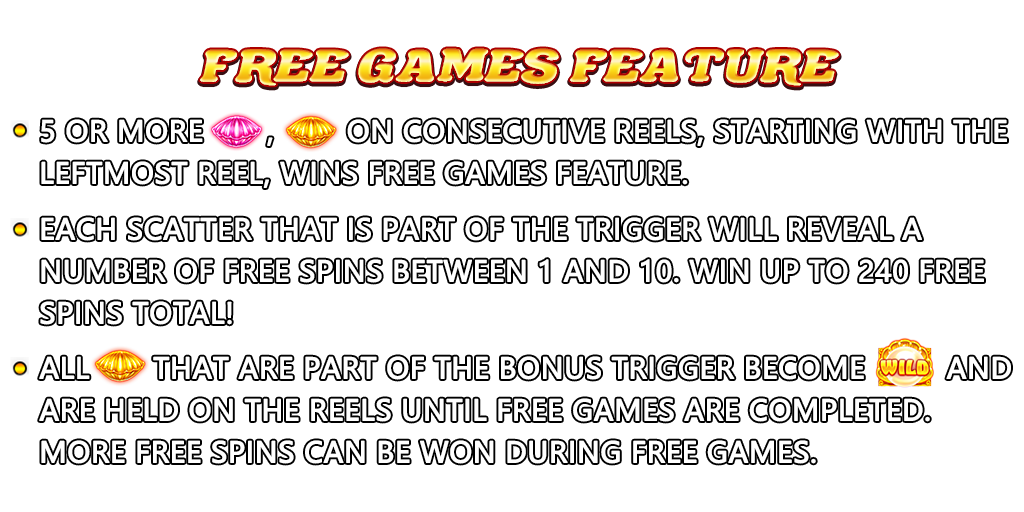 FREE GAMES FEATURE
5 OR MORE , ON CONSECUTIVE REELS, STARTING WITH THE
LEFTMOST REEL, WINS FREE GAMES FEATURE.
EACH SCATTER THAT IS PART OF THE TRIGGER WILL REVEAL A
NUMBER OF FREE SPINS BETWEEN 1 AND 10. WIN UP TO 240 FREE
SPINS TOTAL!
ALL THAT ARE PART OF THE BONUS TRIGGER BECOME WILD AND
ARE HELD ON THE REELS UNTIL FREE GAMES ARE COMPLETED.
MORE FREE SPINS CAN BE WON DURING FREE GAMES.